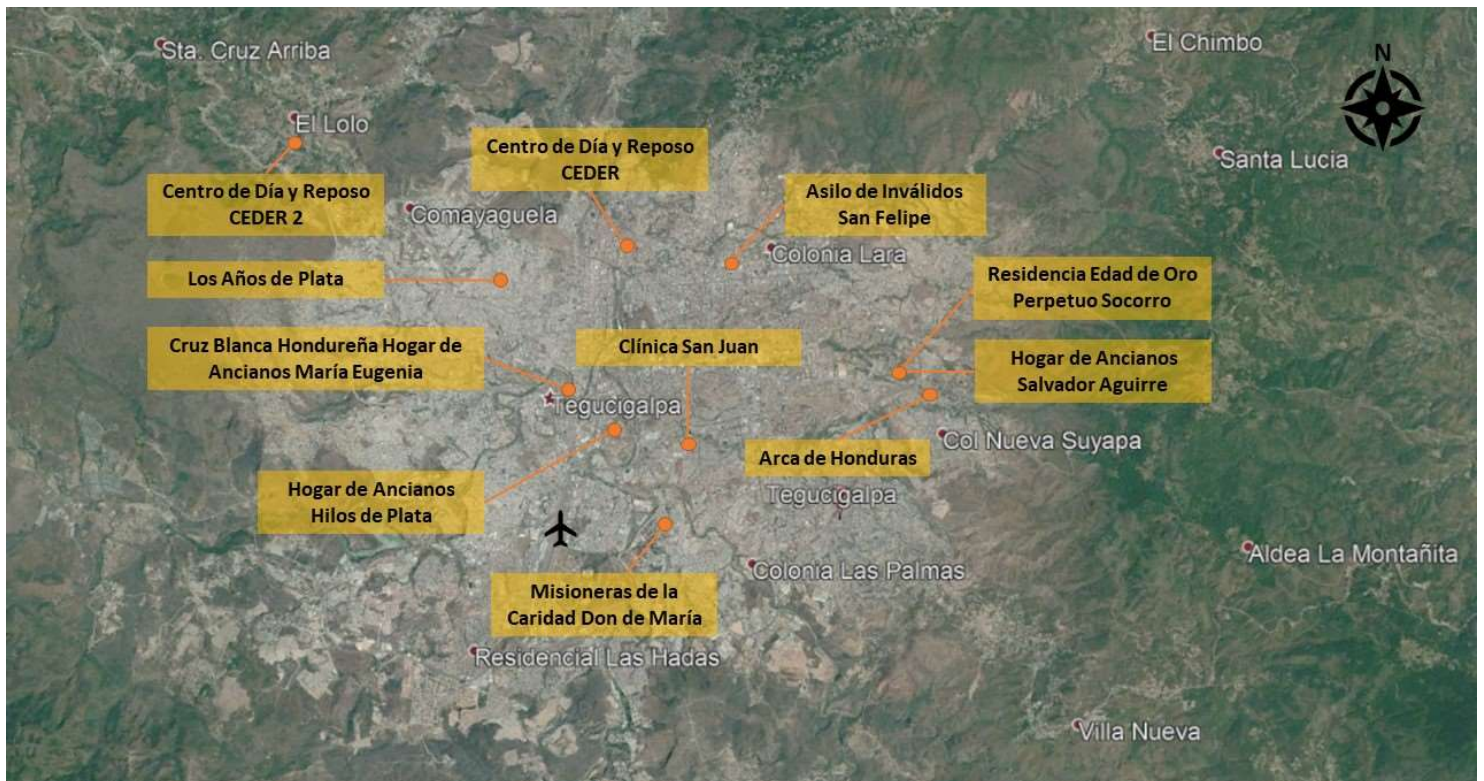 Sta. Cruz Arriba
El Chimbo
N
El Lolo
Centro de Día y Reposo
CEDER
Santa Lucia
Centro de Día y Reposo
CEDER 2
Asilo de Inválidos
San Felipe
Comayaguela
Colonia Lara
Los Años de Plata
Residencia Edad de Oro
Perpetuo Socorro
Cruz Blanca Hondureña Hogar de
Ancianos María Eugenia
Clínica San Juan
Hogar de Ancianos
Salvador Aguirre
Tegucigalpa
Col Nueva Suyapa
Arca de Honduras
Hogar de Ancianos
Hilos de Plata
Tegucigalpa
Aldea La Montañita
Colonia Las Palmas
Misioneras de la
Caridad Don de María
Residencial Las Hadas
Villa Nueva